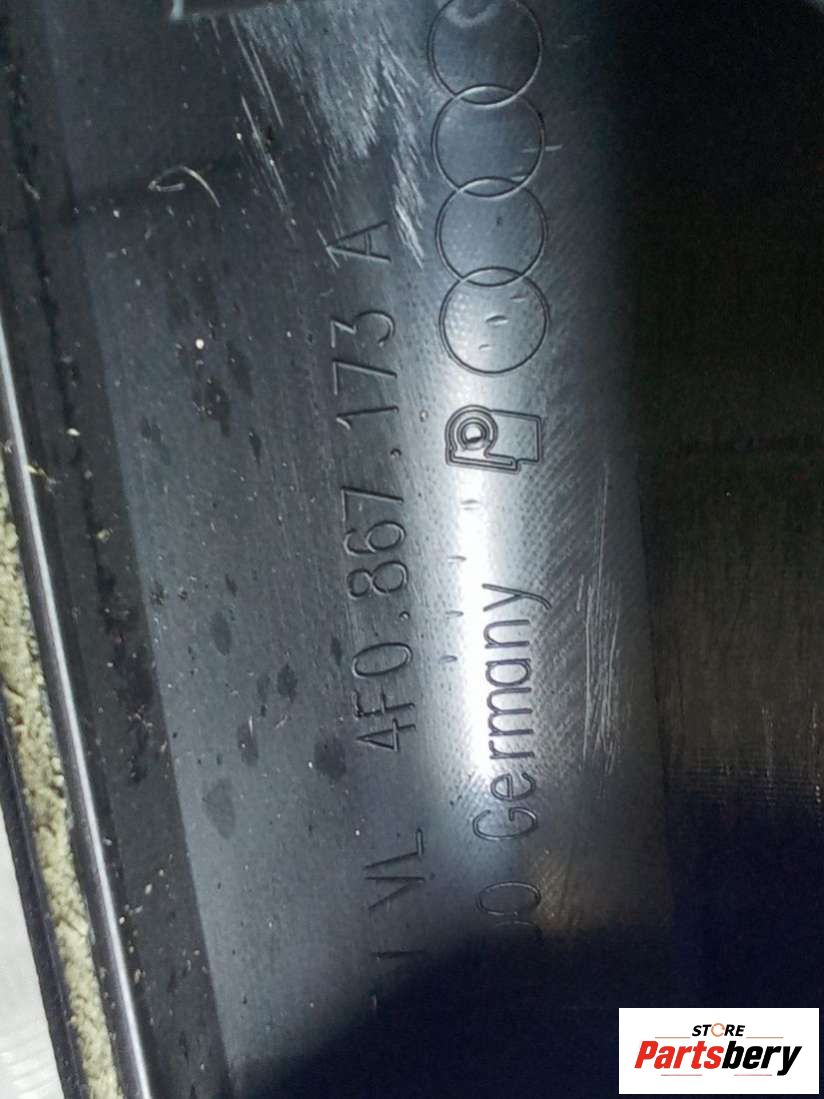 VL 4F0.867.173 A
Germany
STORE
Partsbery